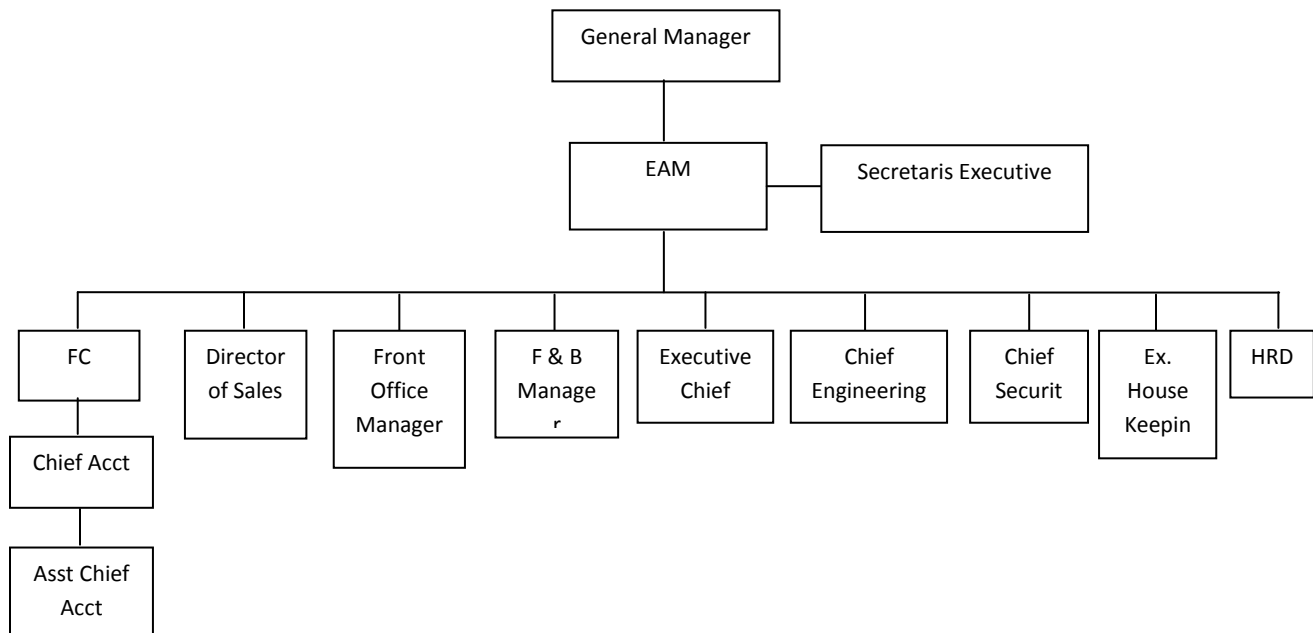 General Manager
EAM
Secretaris Executive
FC
Director
of Sales
Front
Office
Manager
F & B
Manage
r
Executive
Chief
Chief
Engineering
Chief
Securit
Ex.
House
Keepin
HRD
Chief Acct
Asst Chief
Acct